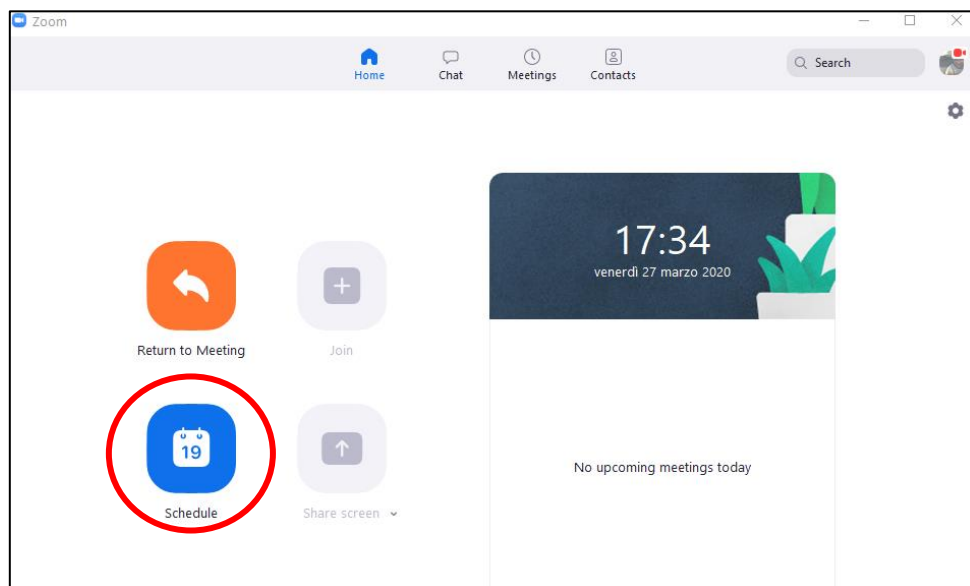 Zoom
Home
Chat
Meetings
Contacts
Search
17:34
venerdì 27 marzo 2020
Return to Meeting
Join
19
Schedule
Share screen
No upcoming meetings today